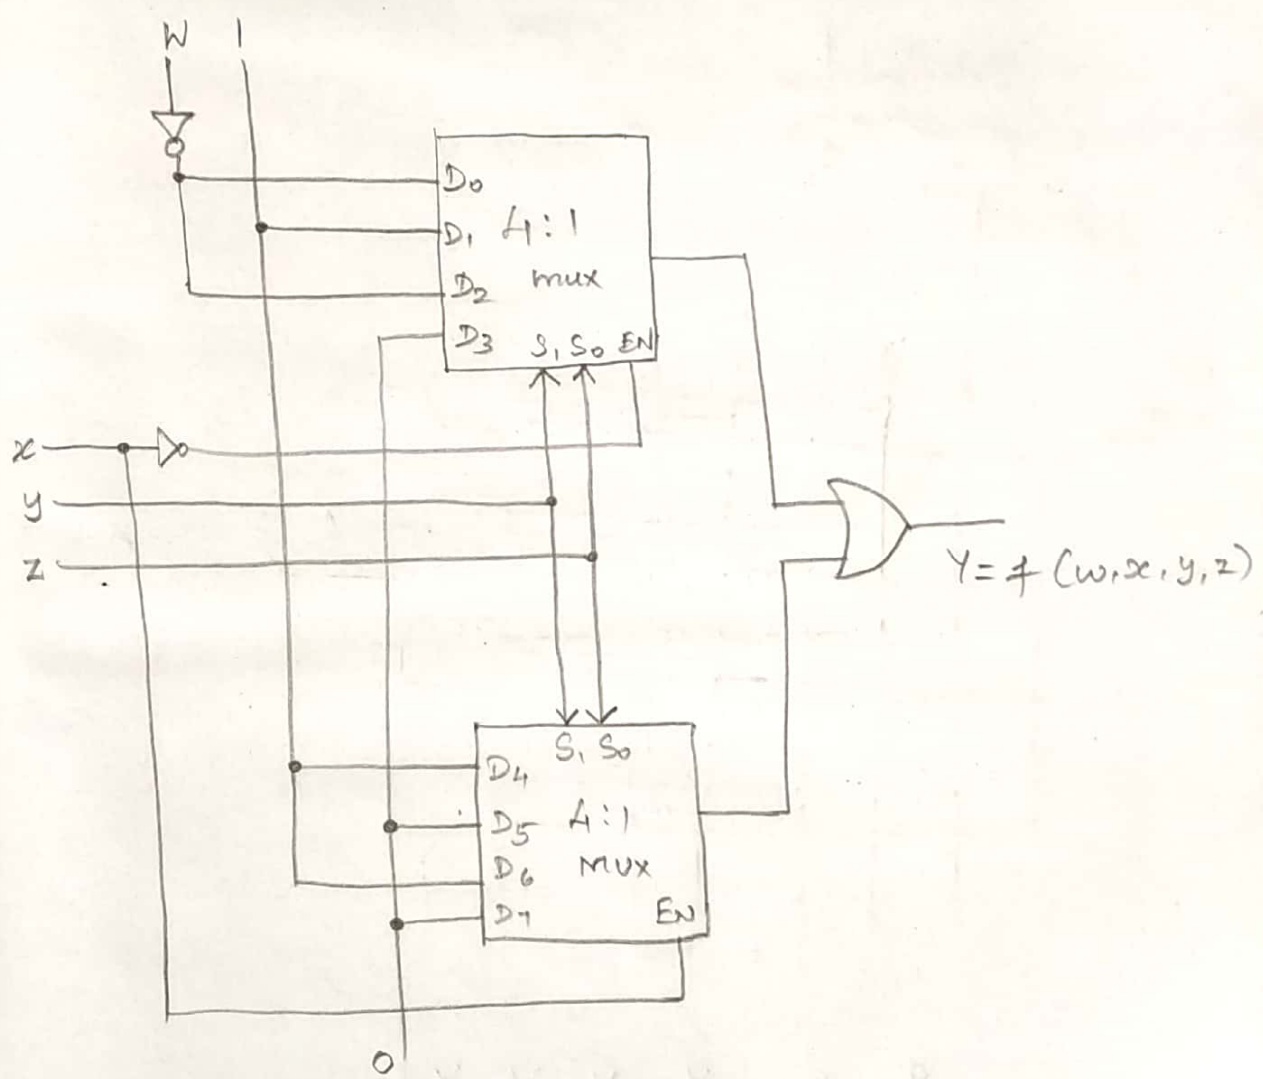 W 1
D0
D1 4:1
D2 mux
D3 S1 S0 EN
x
y
z
Y = f (w, x, y, z)
S1 S0
D4
D5 4:1
D6 MUX
D7 EN
0